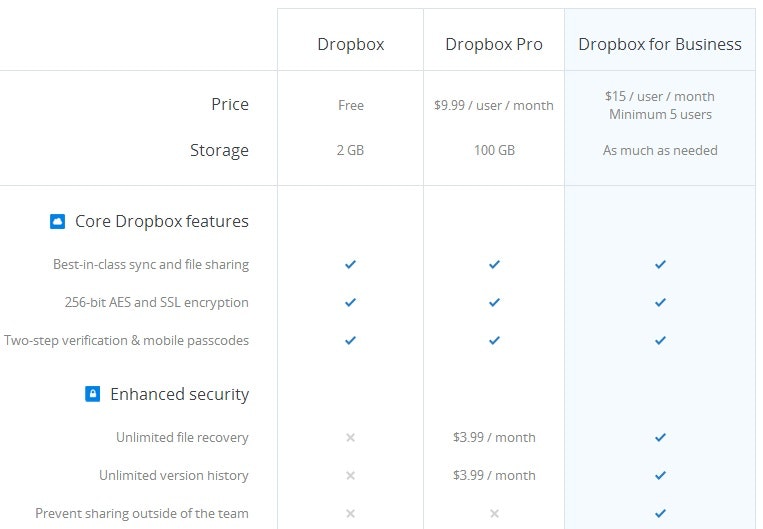 Dropbox Dropbox Pro Dropbox for Business
Price Free $9.99 / user / month $15 / user / month
Minimum 5 users
Storage 2 GB 100 GB As much as needed
Core Dropbox features
Best-in-class sync and file sharing
256-bit AES and SSL encryption
Two-step verification & mobile passcodes
Enhanced security
Unlimited file recovery $3.99 / month
Unlimited version history $3.99 / month
Prevent sharing outside of the team